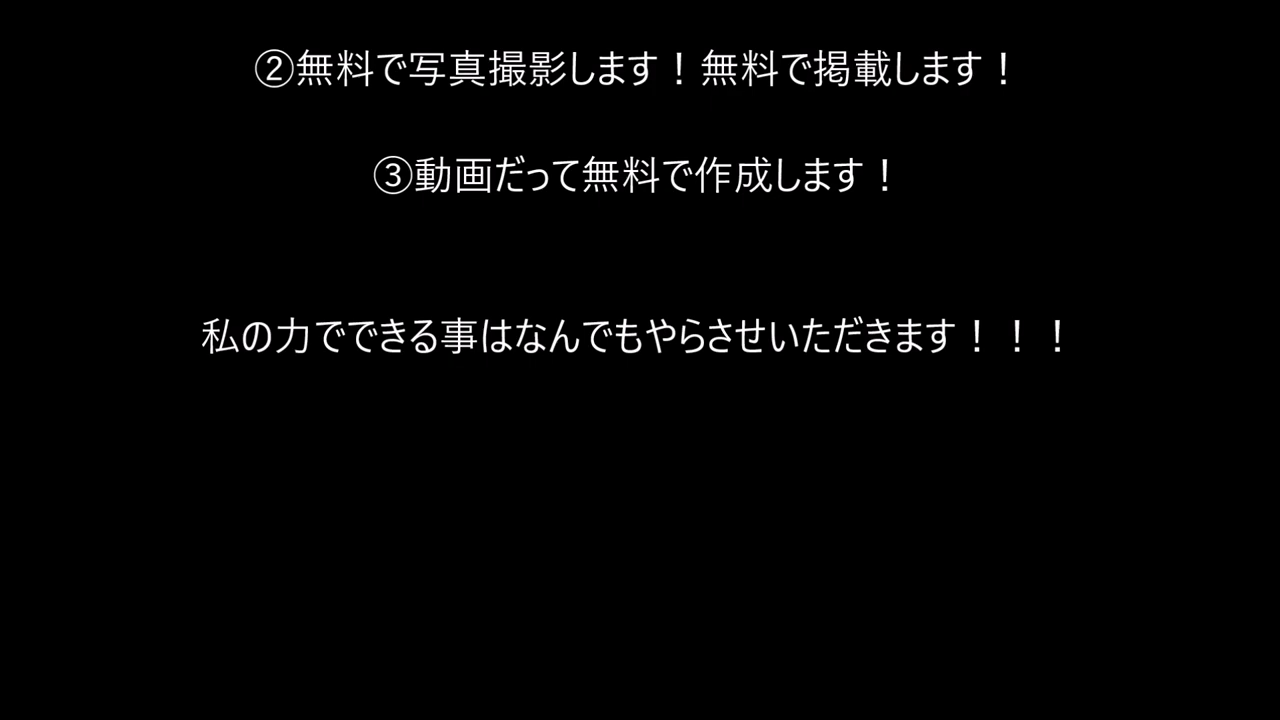 ②無料で写真撮影します！無料で掲載します！
③動画だって無料で作成します！
私の力でできる事はなんでもやらさせいただきます！！！